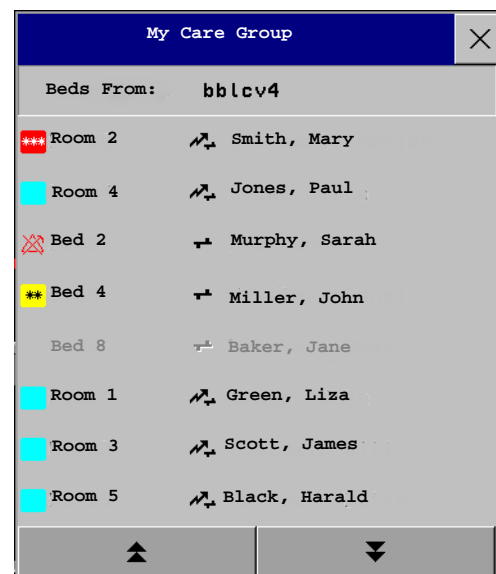 My Care Group
Beds From: bblcv4
*** Room 2 Smith, Mary
Room 4 Jones, Paul
Bed 2 Murphy, Sarah
** Bed 4 Miller, John
Bed 8 Baker, Jane
Room 1 Green, Liza
Room 3 Scott, James
Room 5 Black, Harald